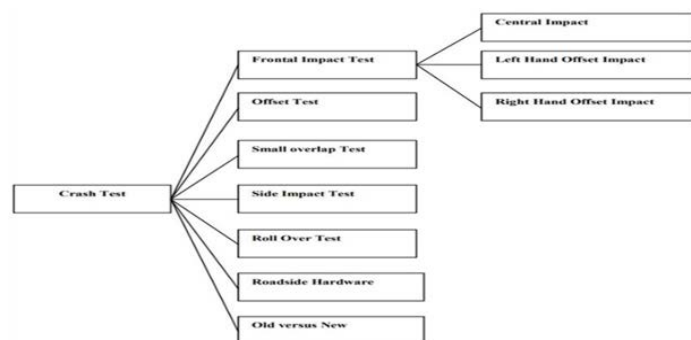 Central Impact
Frontal Impact Test
Left Hand Offset Impact
Offset Test
Right Hand Offset Impact
Small overlap Test
Crash Test
Side Impact Test
Roll Over Test
Roadside Hardware
Old versus New